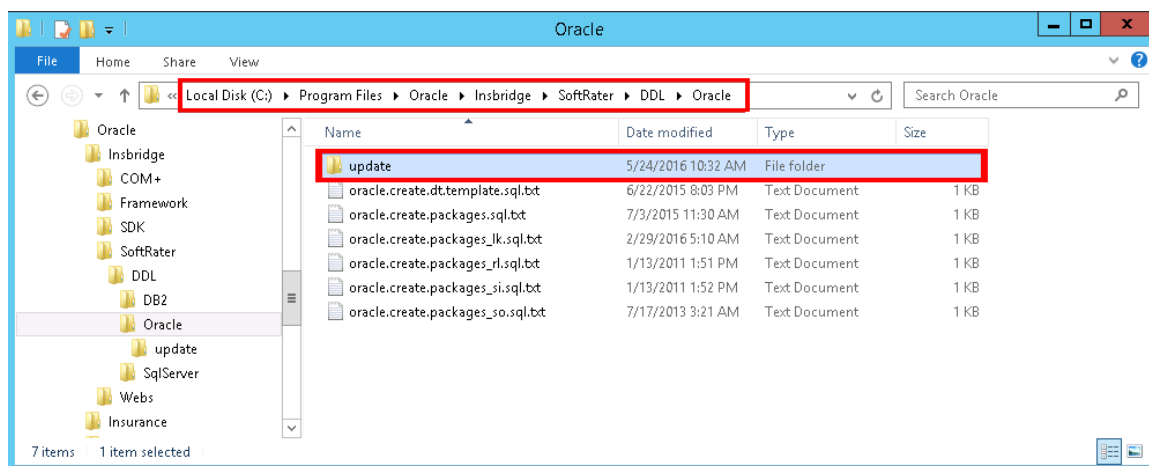 Oracle
File Home Share View
« Local Disk (C:) Program Files Oracle Insbridge SoftRater DDL Oracle Search Oracle
Oracle
Insbridge
COM+
Framework
SDK
SoftRater
DDL
DB2
Oracle
update
SqlServer
Webs
Insurance
Name Date modified Type Size
update 5/24/2016 10:32 AM File folder
oracle.create.dt.template.sql.txt 6/22/2015 8:03 PM Text Document 1 KB
oracle.create.packages.sql.txt 7/3/2015 11:30 AM Text Document 1 KB
oracle.create.packages_lk.sql.txt 2/29/2016 5:10 AM Text Document 1 KB
oracle.create.packages_rl.sql.txt 1/13/2011 1:51 PM Text Document 1 KB
oracle.create.packages_si.sql.txt 1/13/2011 1:52 PM Text Document 1 KB
oracle.create.packages_so.sql.txt 7/17/2013 3:21 AM Text Document 1 KB
7 items 1 item selected